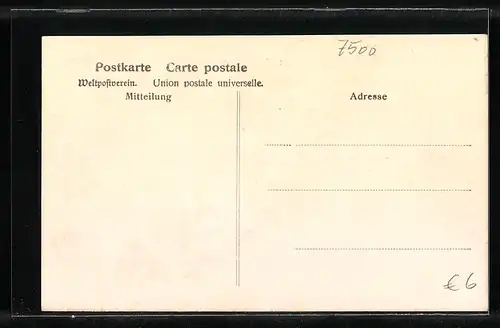 7500
Postkarte Carte postale
Weltpostverein. Union postale universelle.
Mitteilung Adresse
€6